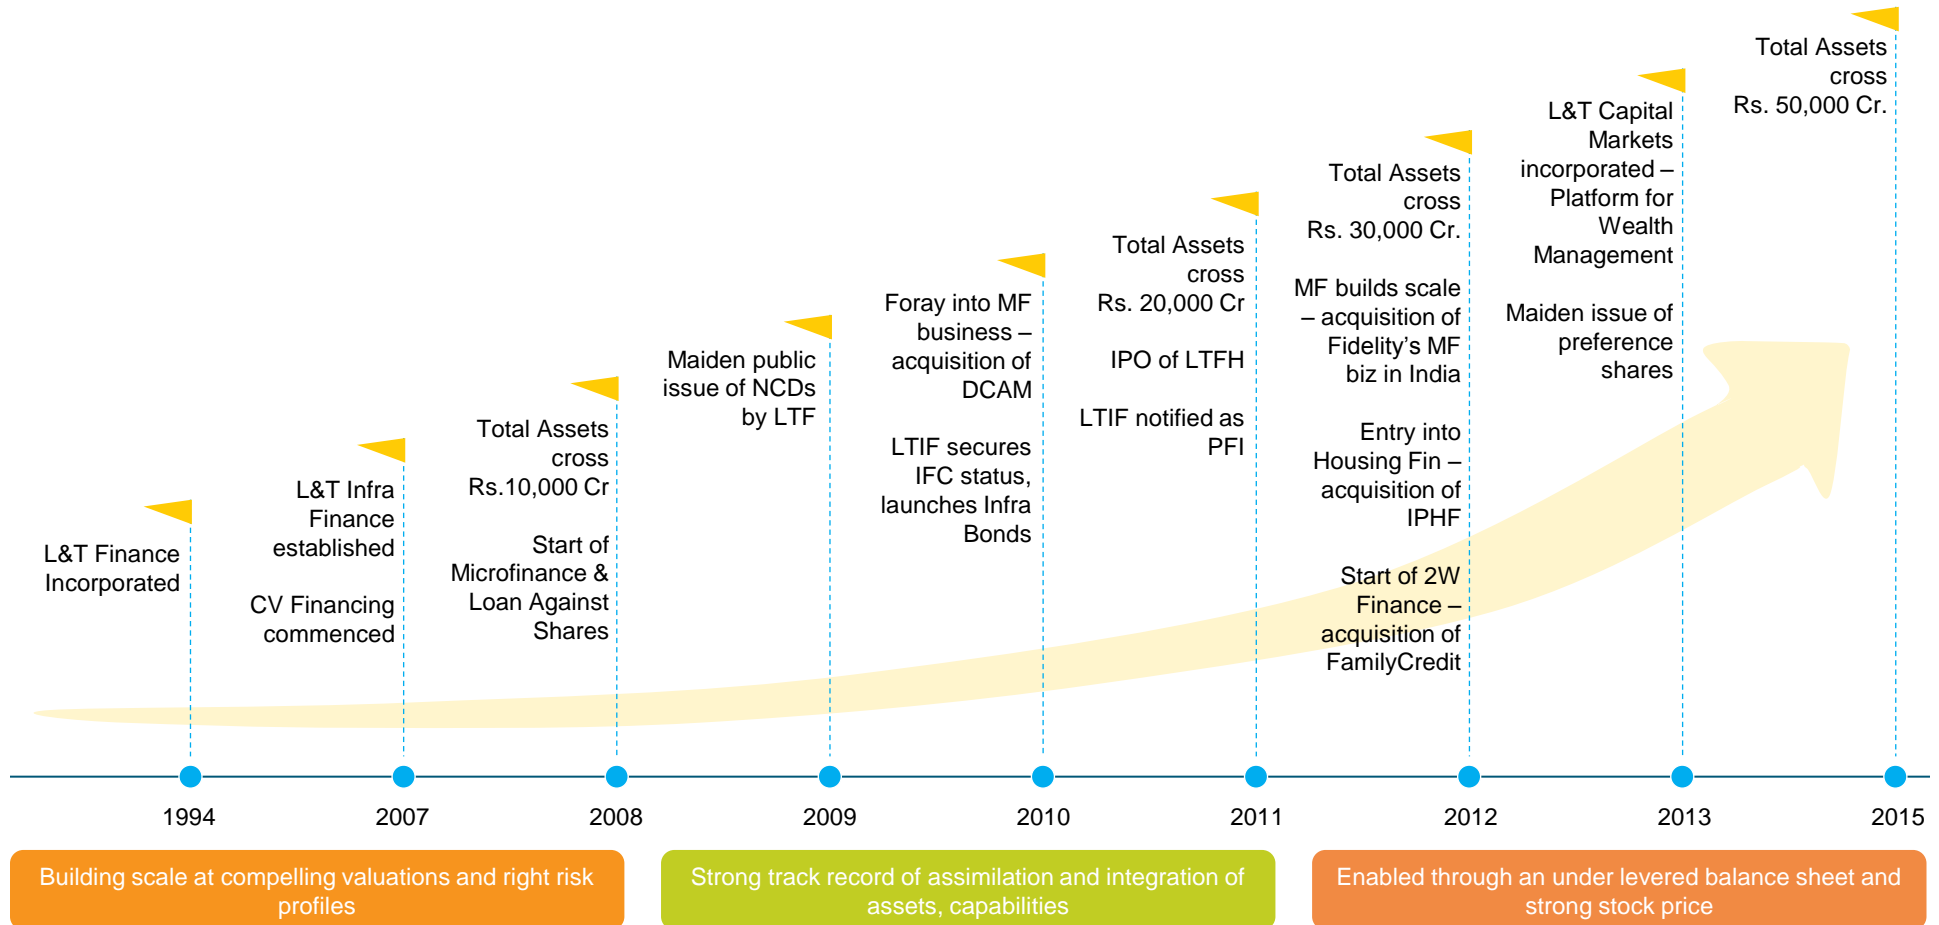 L&T Finance
Incorporated
L&T Infra
Finance
established
CV Financing
commenced
Total Assets
cross
Rs.10,000 Cr
Start of
Microfinance &
Loan Against
Shares
Maiden public
issue of NCDs
by LTF
Foray into MF
business –
acquisition of
DCAM
LTIF secures
IFC status,
launches Infra
Bonds
Total Assets
cross
Rs. 20,000 Cr
IPO of LTFH
LTIF notified as
PFI
Total Assets
cross
Rs. 30,000 Cr.
MF builds scale
– acquisition of
Fidelity's MF
biz in India
Entry into
Housing Fin –
acquisition of
IPHF
Start of 2W
Finance –
acquisition of
FamilyCredit
L&T Capital
Markets
incorporated –
Platform for
Wealth
Management
Maiden issue of
preference
shares
Total Assets
cross
Rs. 50,000 Cr.
1994
2007
2008
2009
2010
2011
2012
2013
2015
Building scale at compelling valuations and right risk
profiles
Strong track record of assimilation and integration of
assets, capabilities
Enabled through an under levered balance sheet and
strong stock price